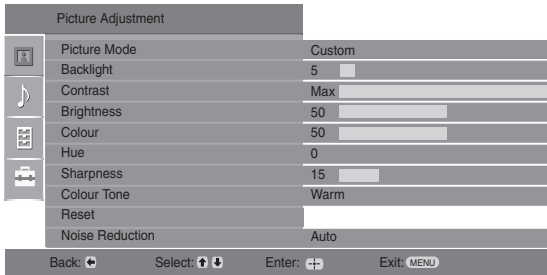 Picture Adjustment
Picture Mode Custom
Backlight 5
Contrast Max
Brightness 50
Colour 50
Hue 0
Sharpness 15
Colour Tone Warm
Reset
Noise Reduction Auto
Back: Select: Enter: Exit: MENU